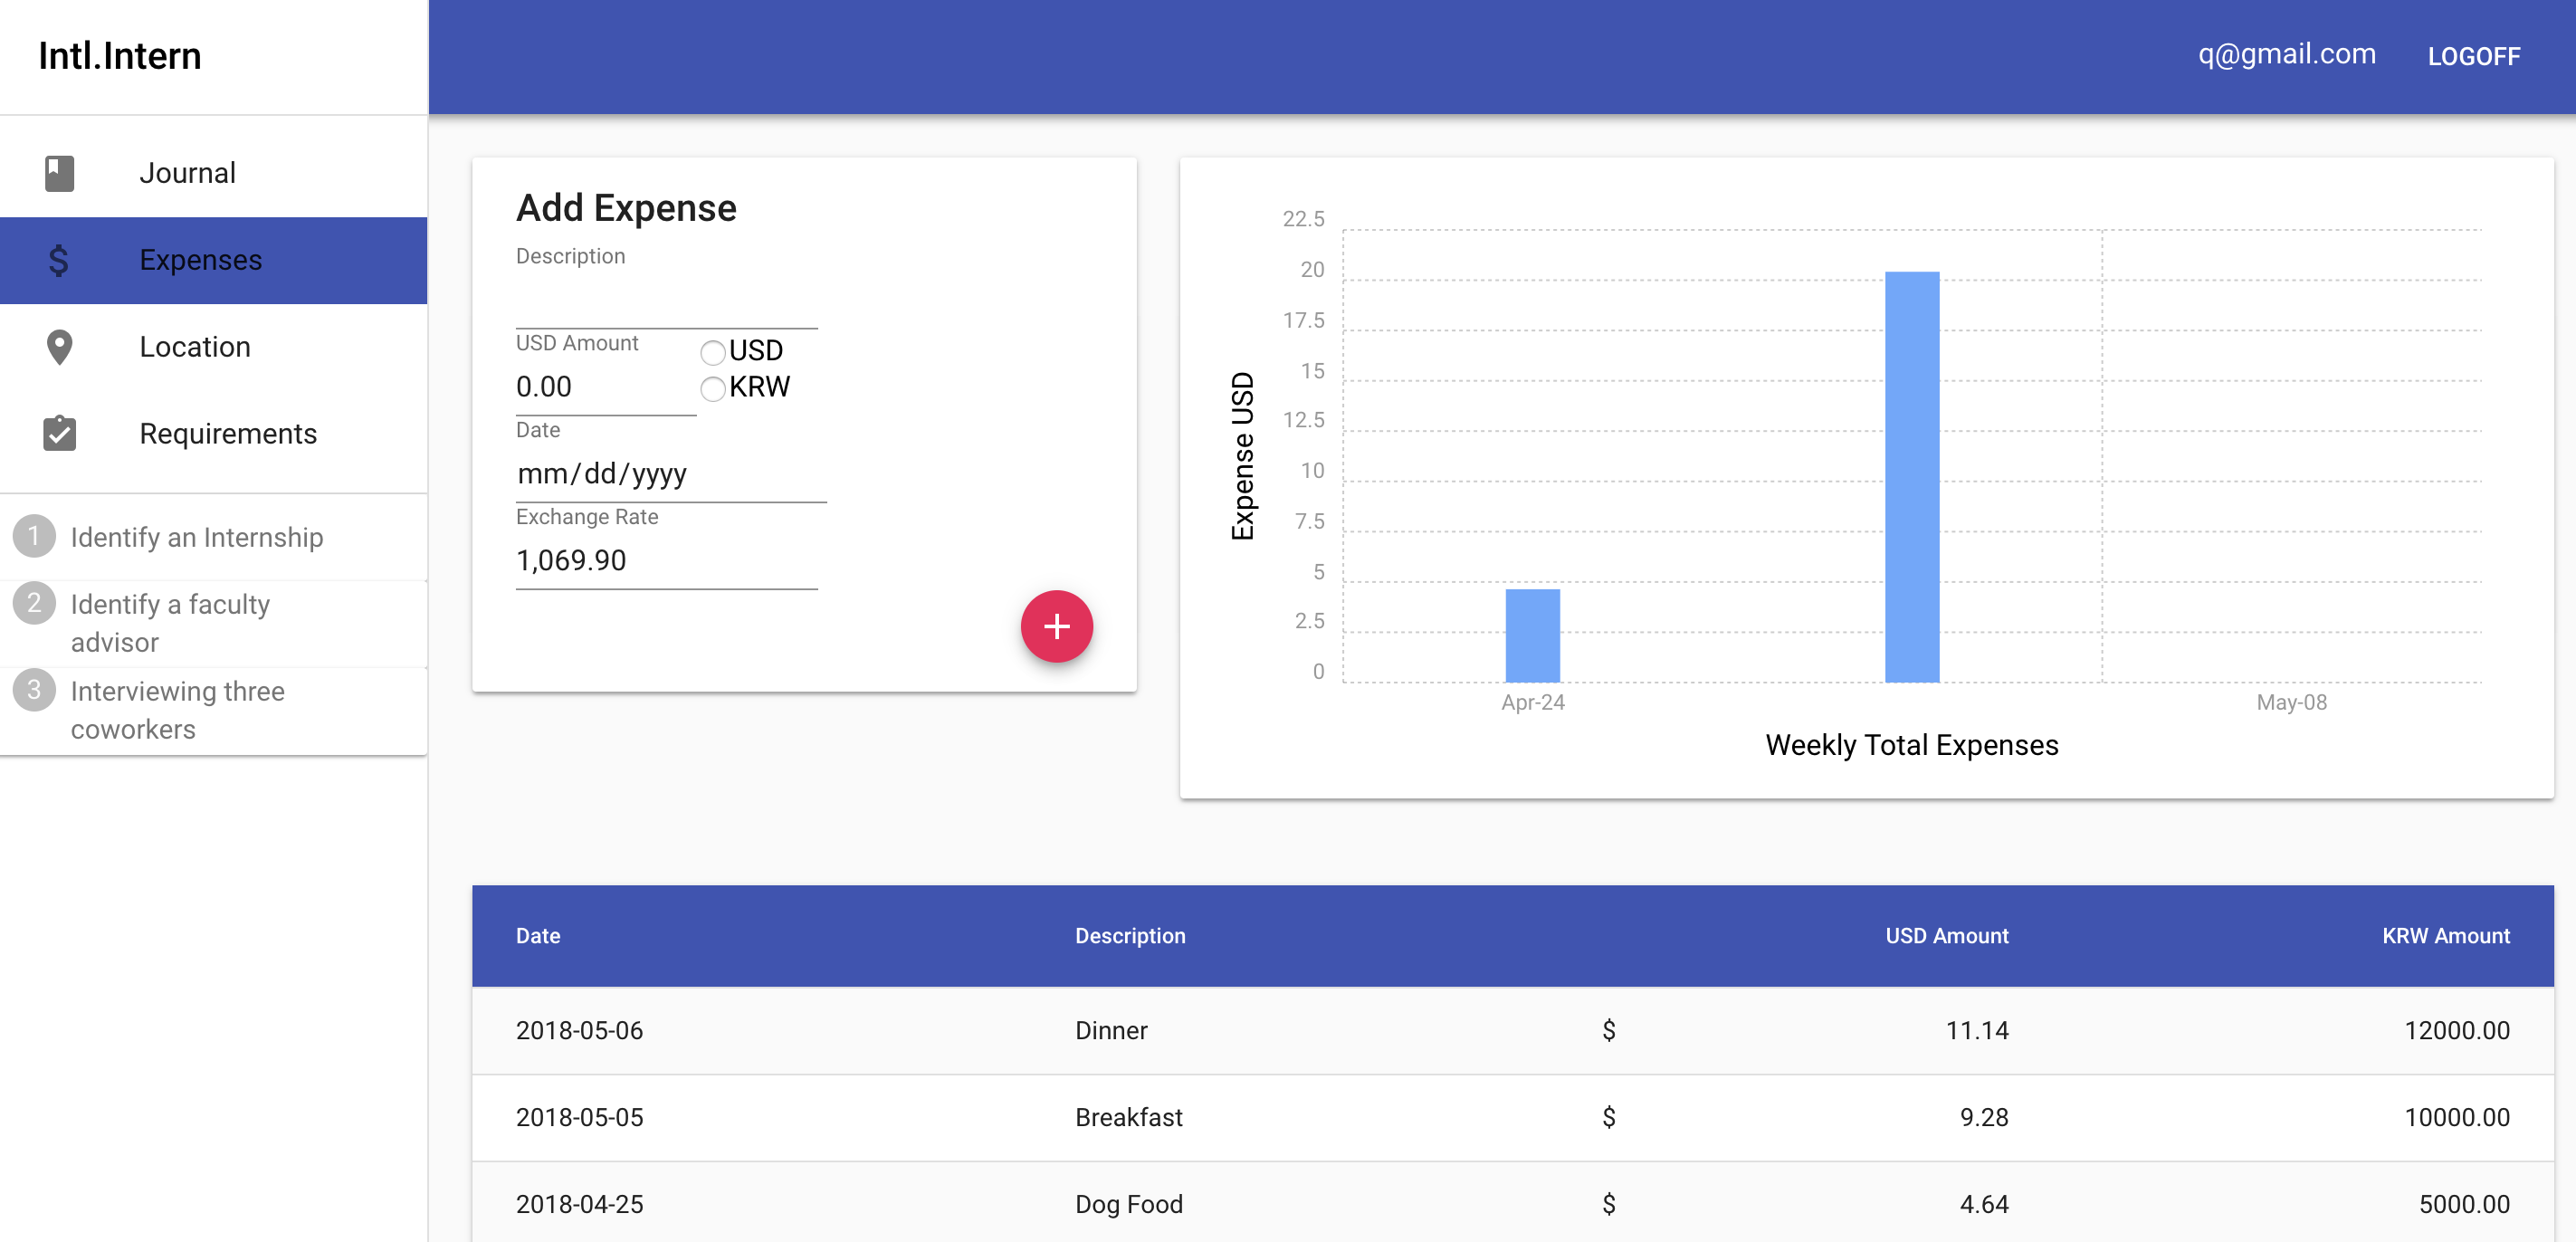 Intl.Intern
q@gmail.com LOGOFF
Journal
Expenses
Location
Requirements
1 Identify an Internship
2 Identify a faculty
advisor
3 Interviewing three
coworkers
Add Expense
Description
USD Amount
0.00
USD
KRW
Date
mm/dd/yyyy
Exchange Rate
1,069.90
+
22.5
20
17.5
15
12.5
10
7.5
5
2.5
0
Expense USD
Apr-24 May-08
Weekly Total Expenses
Date Description USD Amount KRW Amount
2018-05-06 Dinner $ 11.14 12000.00
2018-05-05 Breakfast $ 9.28 10000.00
2018-04-25 Dog Food $ 4.64 5000.00